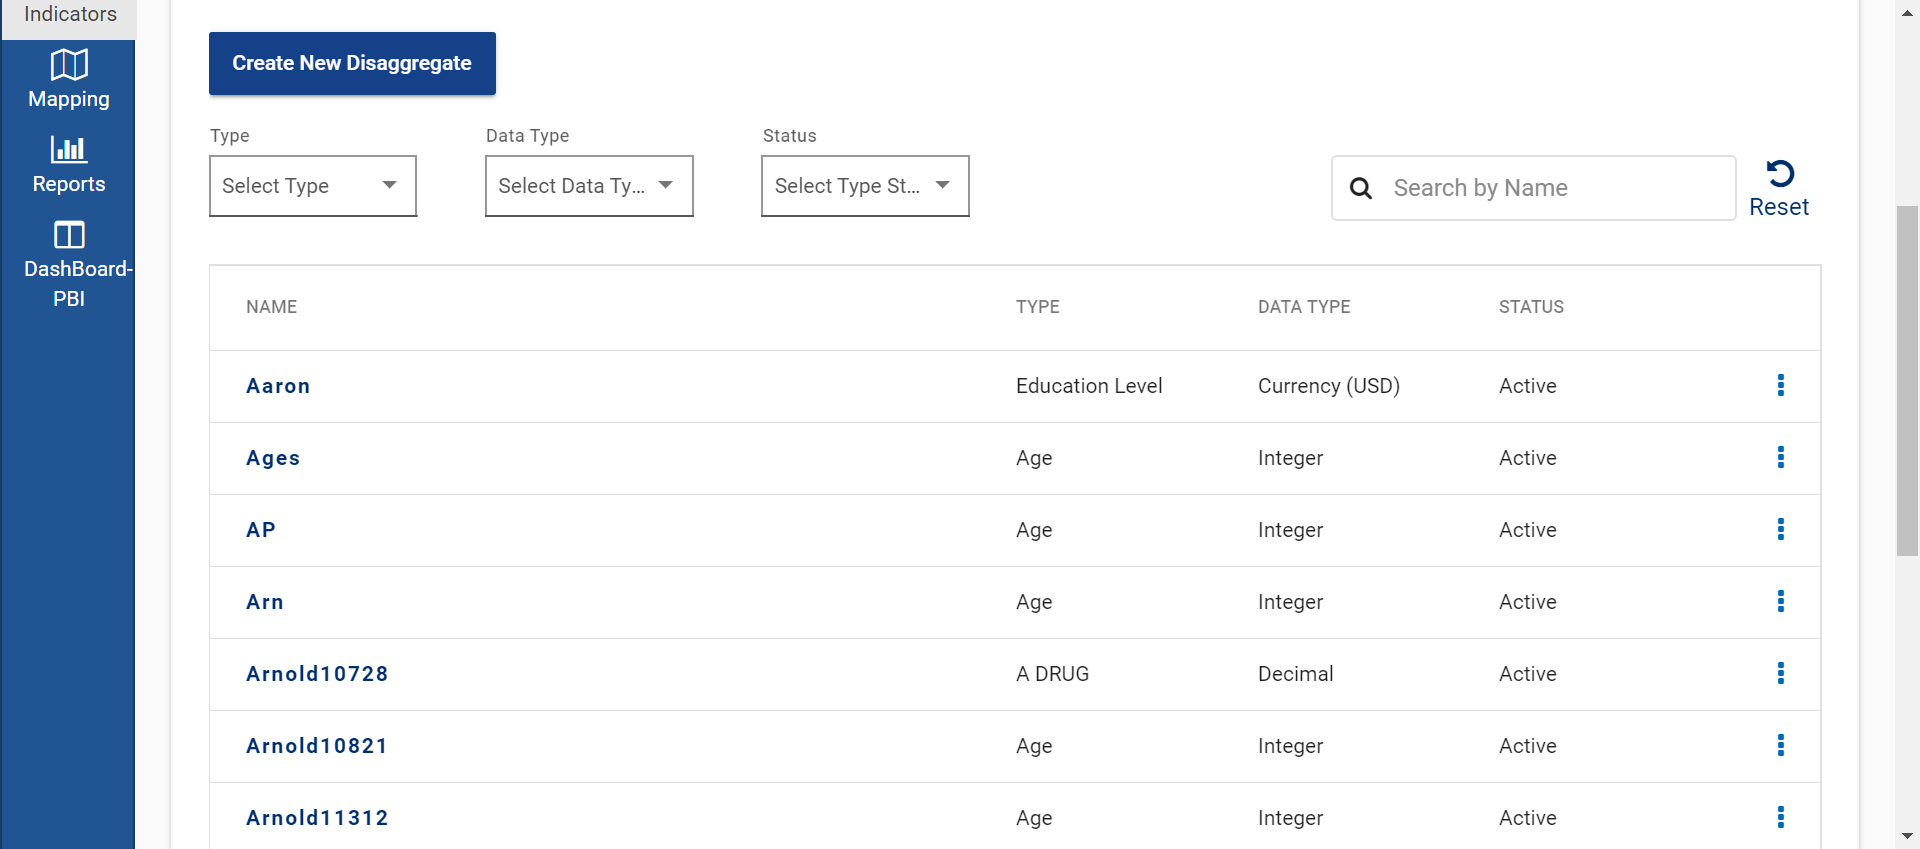 Indicators
Mapping
Reports
DashBoard-
PBI
Create New Disaggregate
Type
Data Type
Status
Select Type
Select Data Ty...
Select Type St...
Search by Name
Reset
NAME TYPE DATA TYPE STATUS
Aaron Education Level Currency (USD) Active
Ages Age Integer Active
AP Age Integer Active
Arn Age Integer Active
Arnold10728 A DRUG Decimal Active
Arnold10821 Age Integer Active
Arnold11312 Age Integer Active